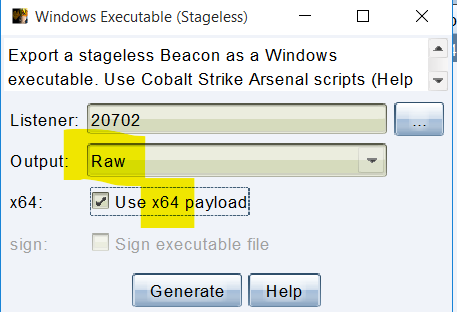 Windows Executable (Stageless)
Export a stageless Beacon as a Windows
executable. Use Cobalt Strike Arsenal scripts (Help
Listener: 20702 ...
Output: Raw
x64: Use x64 payload
sign: Sign executable file
Generate Help